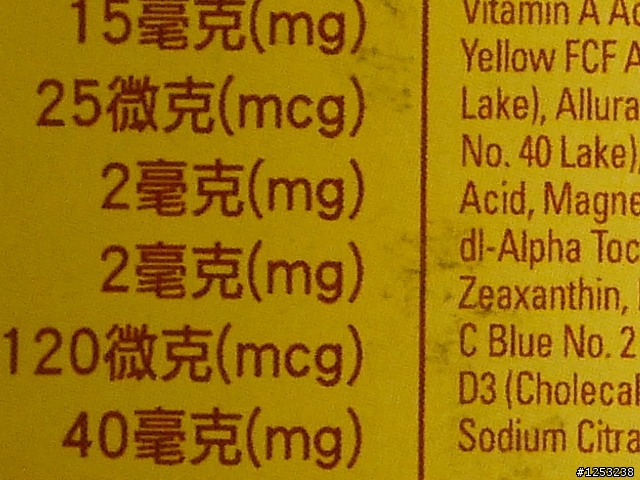 15毫克(mg)
25微克(mcg)
2毫克(mg)
2毫克(mg)
120微克(mcg)
40毫克(mg)
Vitamin A Ac
Yellow FCF A
Lake), Allura
No. 40 Lake),
Acid, Magne
dl-Alpha Toc
Zeaxanthin,
C Blue No. 2
D3 (Cholecal
Sodium Citra
#1253238